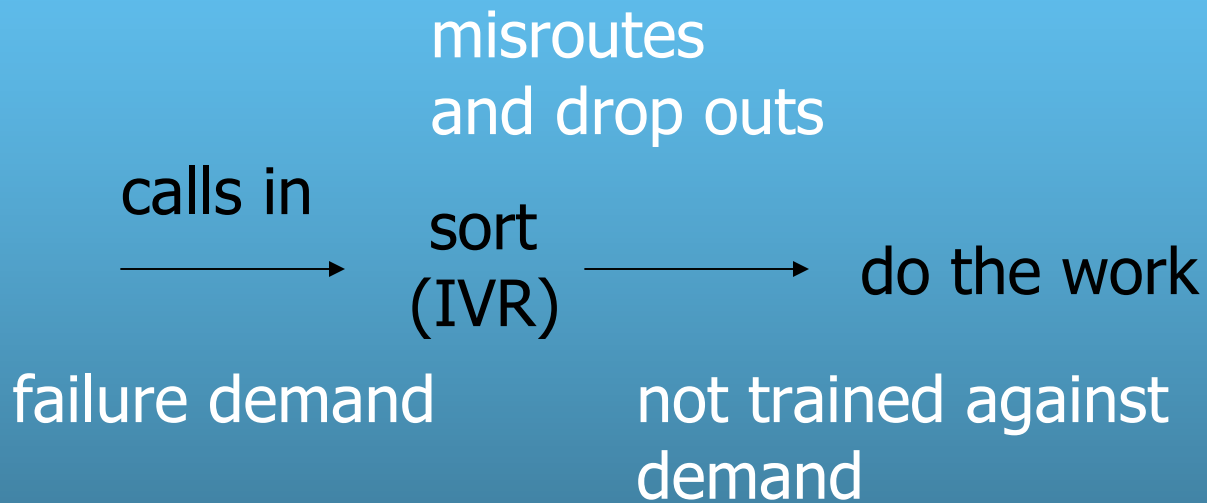 misroutes
and drop outs
calls in
sort
(IVR)
do the work
failure demand
not trained against
demand